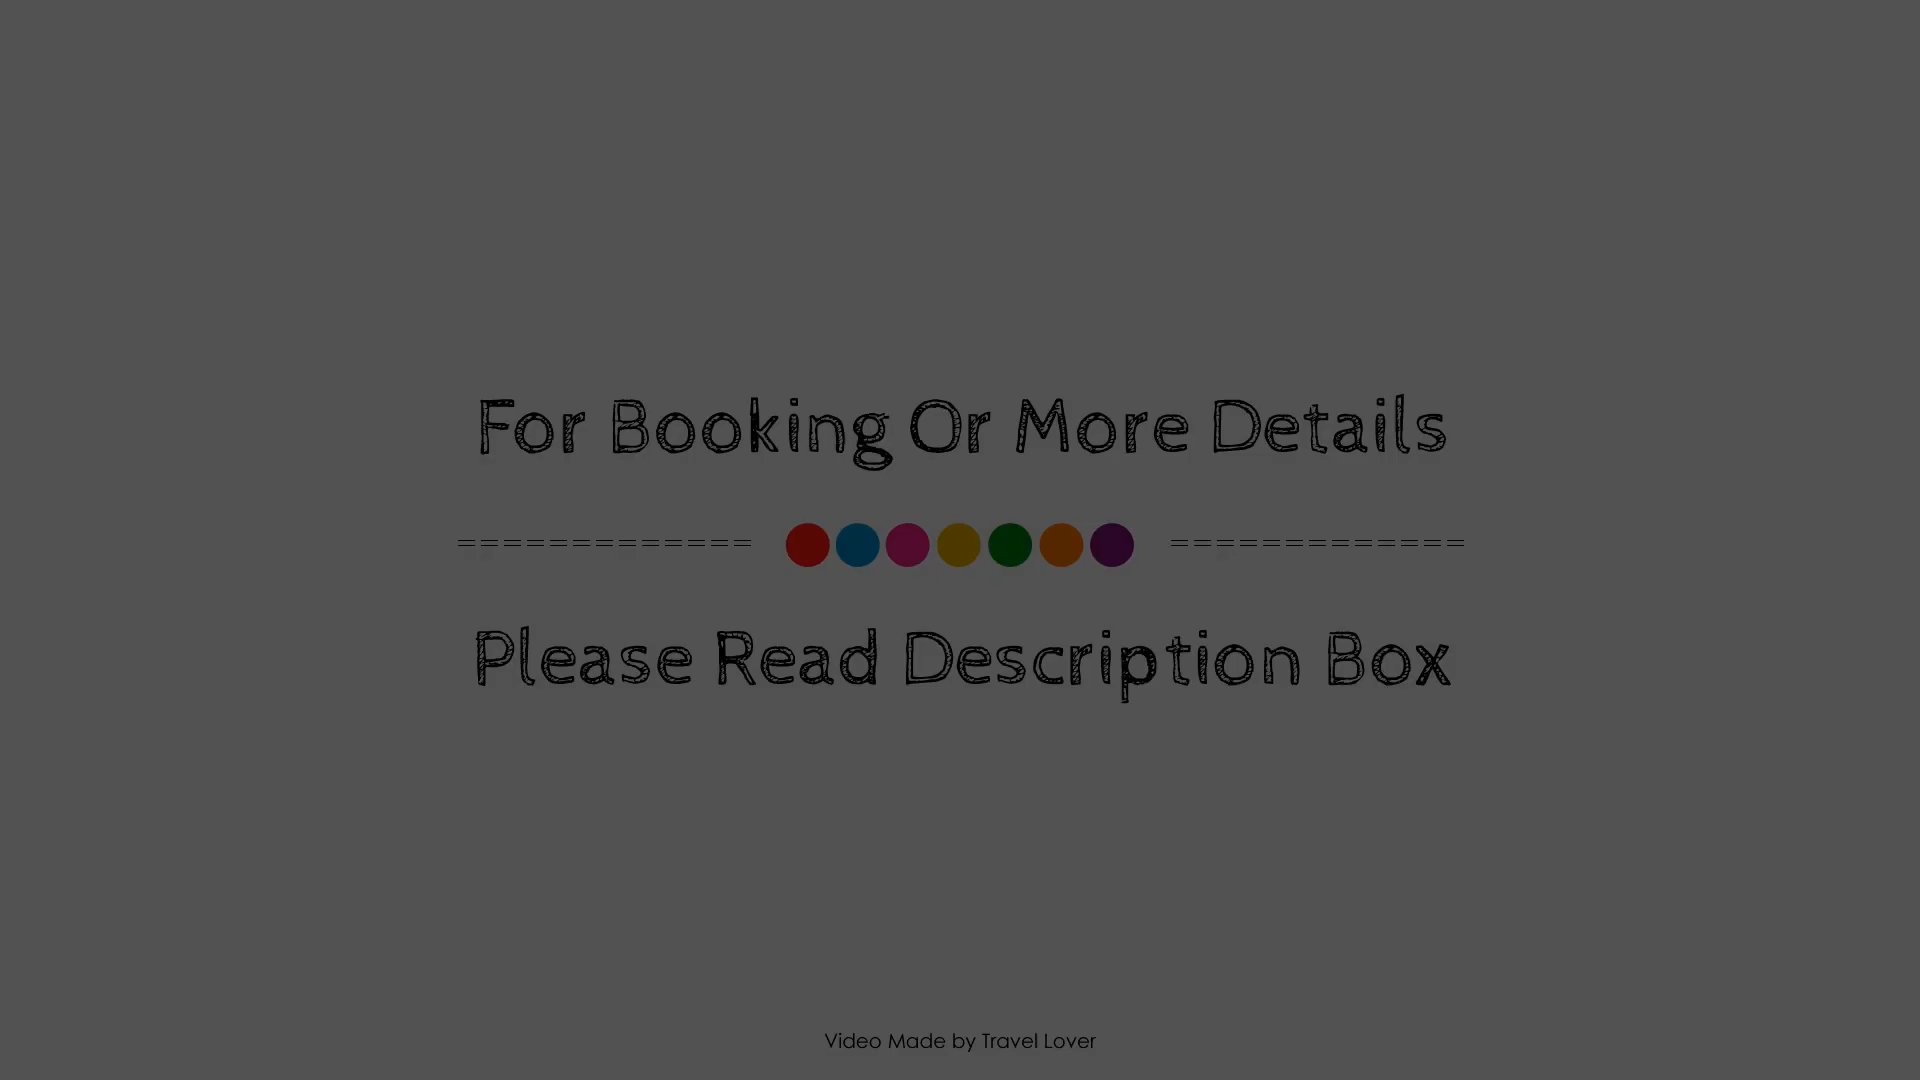 For Booking Or More Details
============= =============
Please Read Description Box
Video Made by Travel Lover